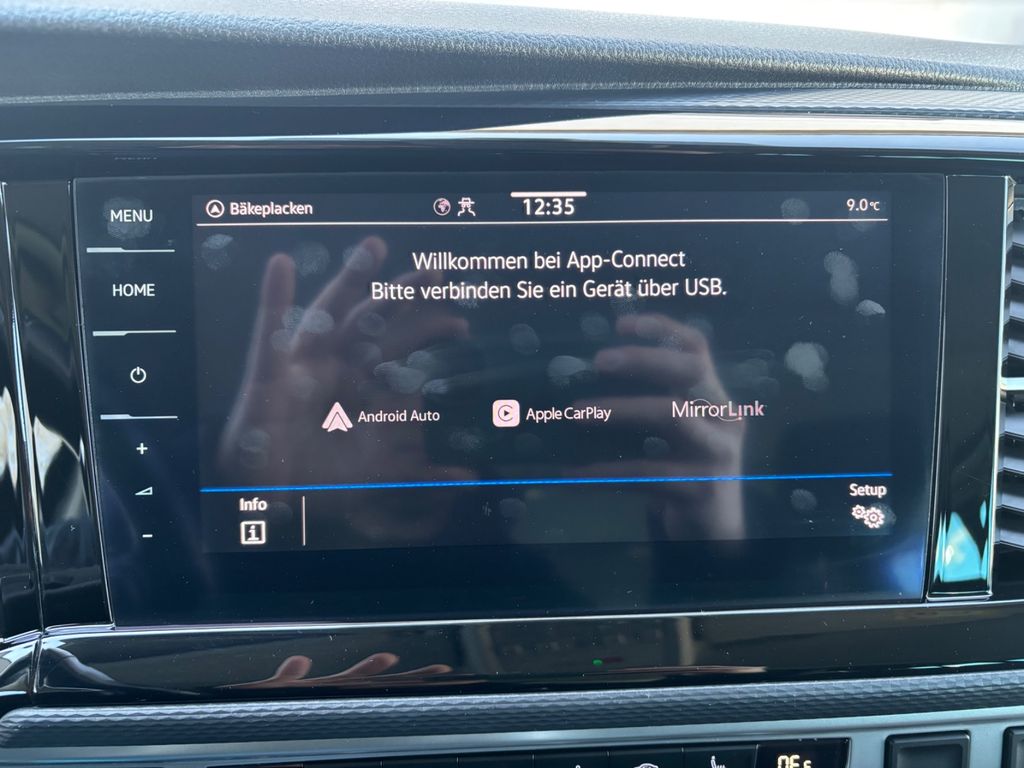 MENU
HOME
+
-
Bäkeplacken
12:35
9.0°C
Willkommen bei App-Connect
Bitte verbinden Sie ein Gerät über USB.
Android Auto
Apple CarPlay
MirrorLink
Info
i
Setup